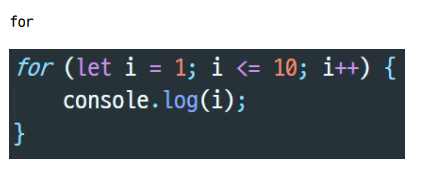 for
for (let i = 1; i <= 10; i++) {
    console.log(i);
}